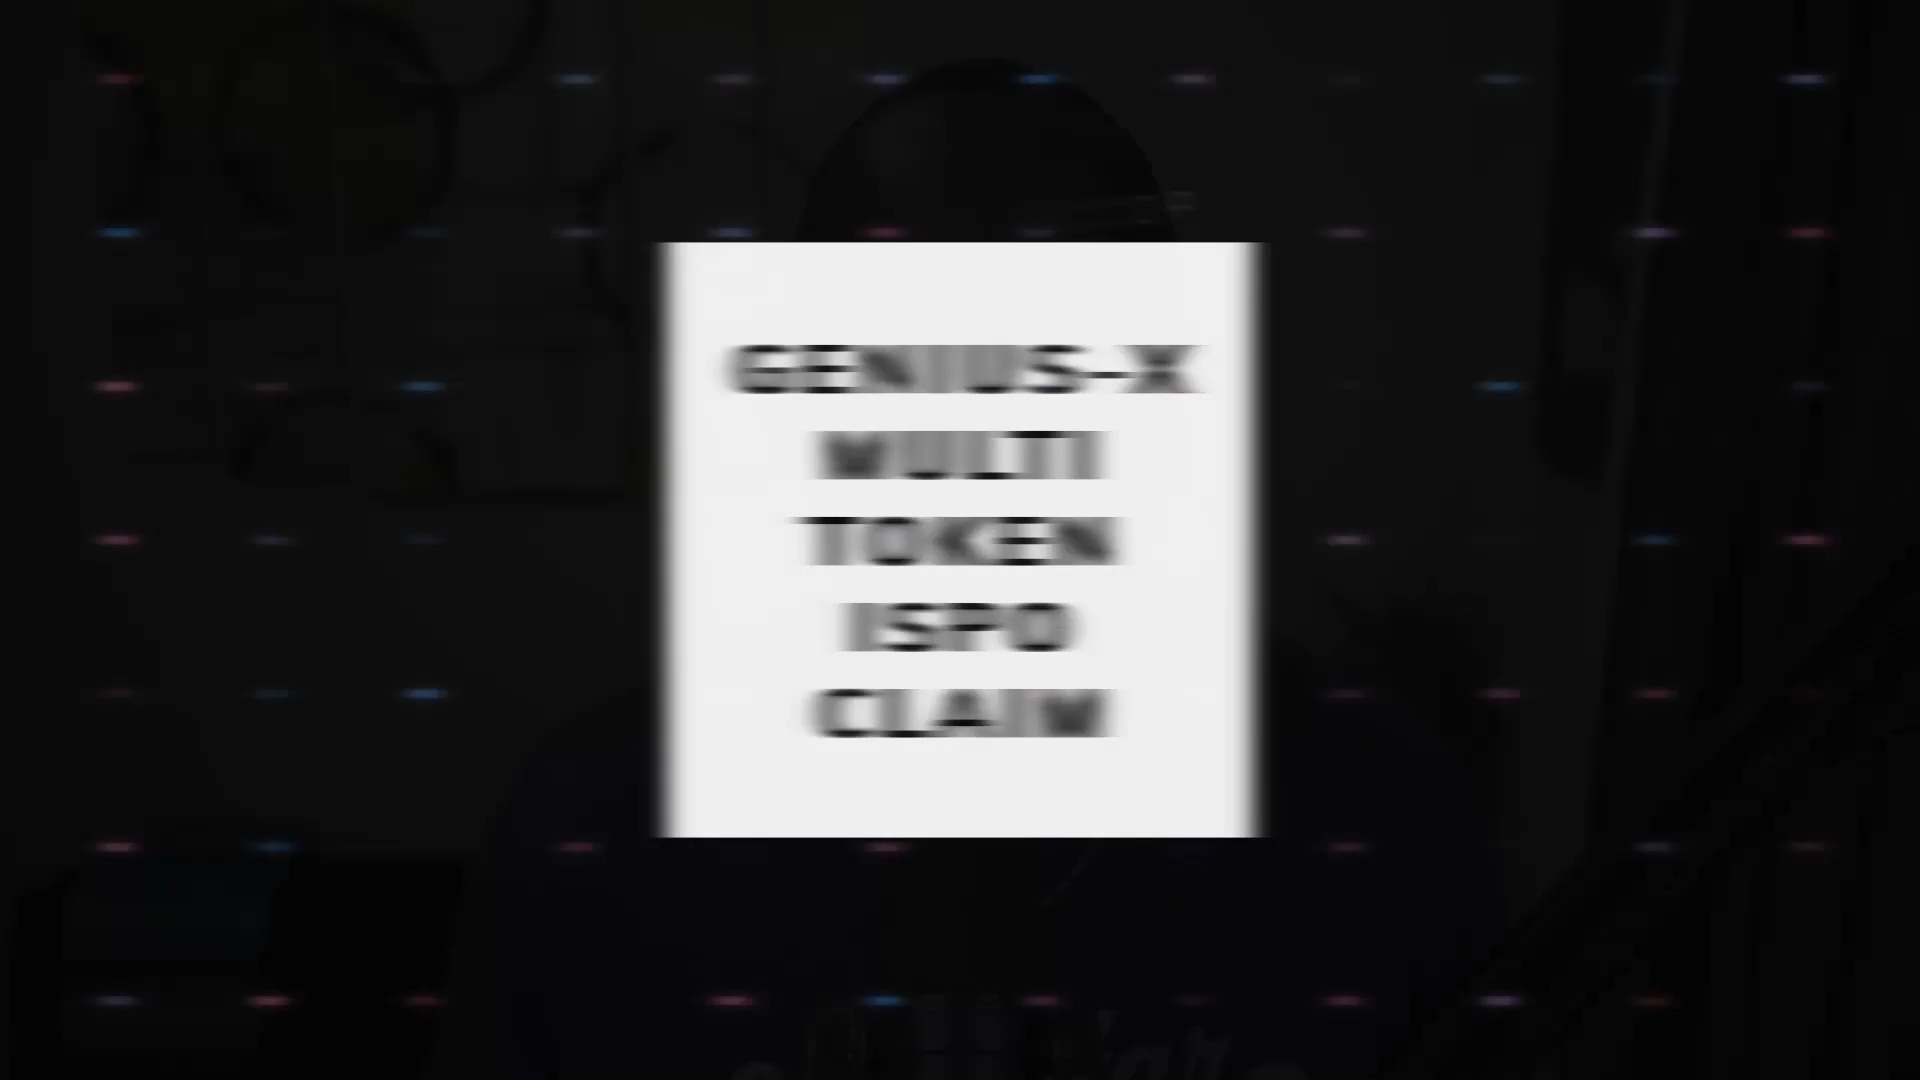 GENIUS-X
MULTI
TOKEN
ISPO
CLAIM